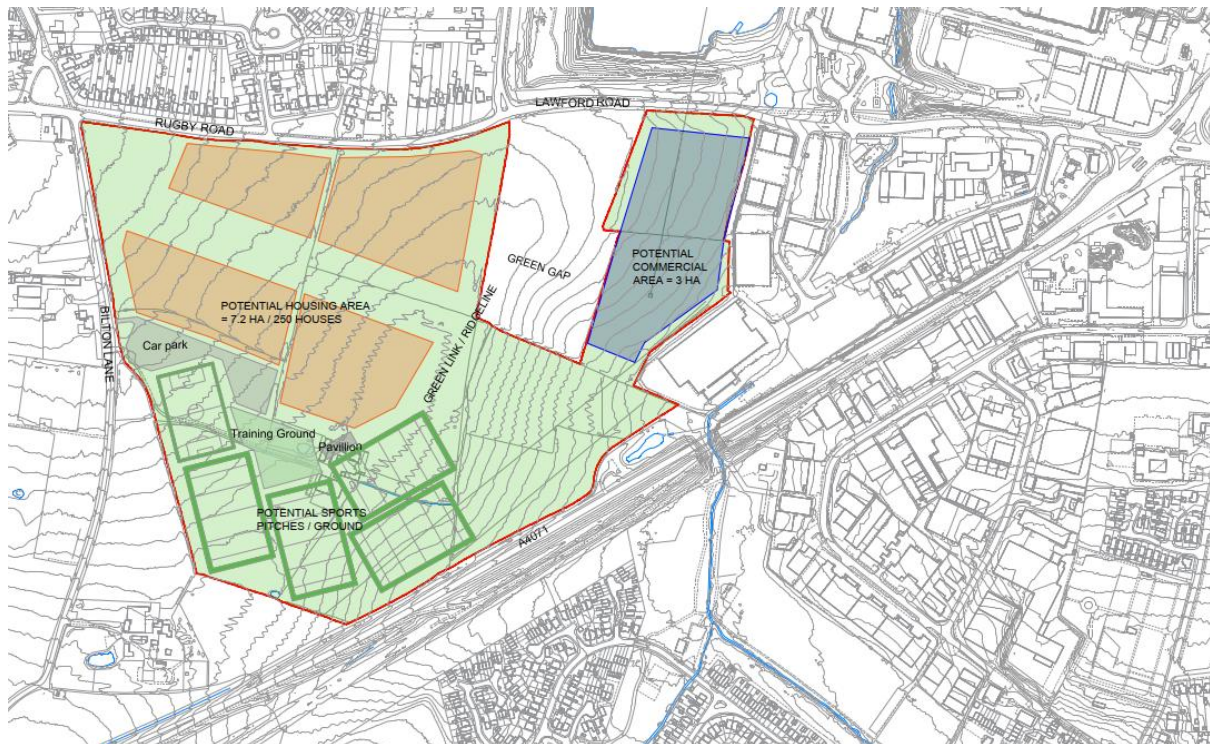 LAWFORD ROAD
RUGBY ROAD
GREEN GAP
POTENTIAL
COMMERCIAL
AREA = 3 HA
POTENTIAL HOUSING AREA
= 7.2 HA / 250 HOUSES
BILTON LANE
Car park
GREEN LINK / RIDGELINE
Training Ground
Pavillion
POTENTIAL SPORTS
PITCHES / GROUND
A4071